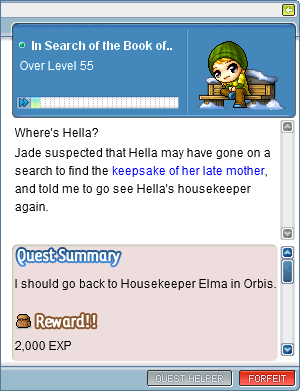 In Search of the Book of..
Over Level 55
Where's Hella?
Jade suspected that Hella may have gone on a
search to find the keepsake of her late mother,
and told me to go see Hella's housekeeper
again.
Quest Summary
I should go back to Housekeeper Elma in Orbis.
Reward!!
2,000 EXP
QUEST HELPER
FORFEIT